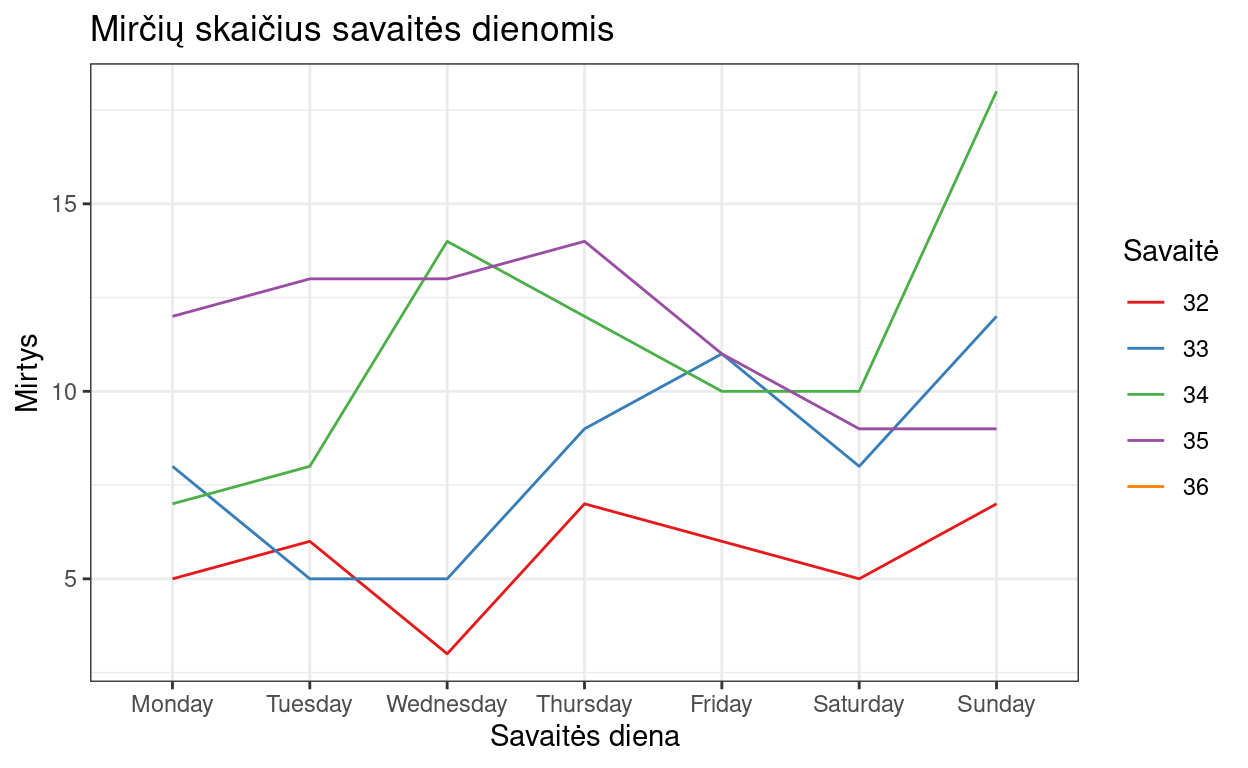 Mirčių skaičius savaitės dienomis
Mirtys
15
10
5
Monday Tuesday Wednesday Thursday Friday Saturday Sunday
Savaitės diena
Savaitė
32
33
34
35
36